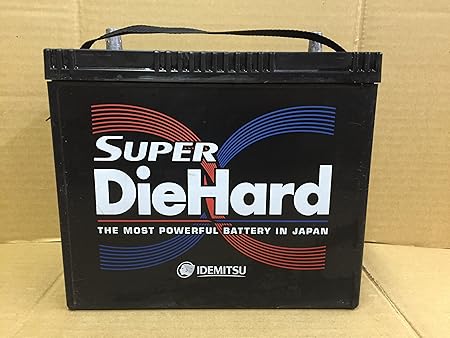 SUPER
DieHard
THE MOST POWERFUL BATTERY IN JAPAN
IDEMITSU